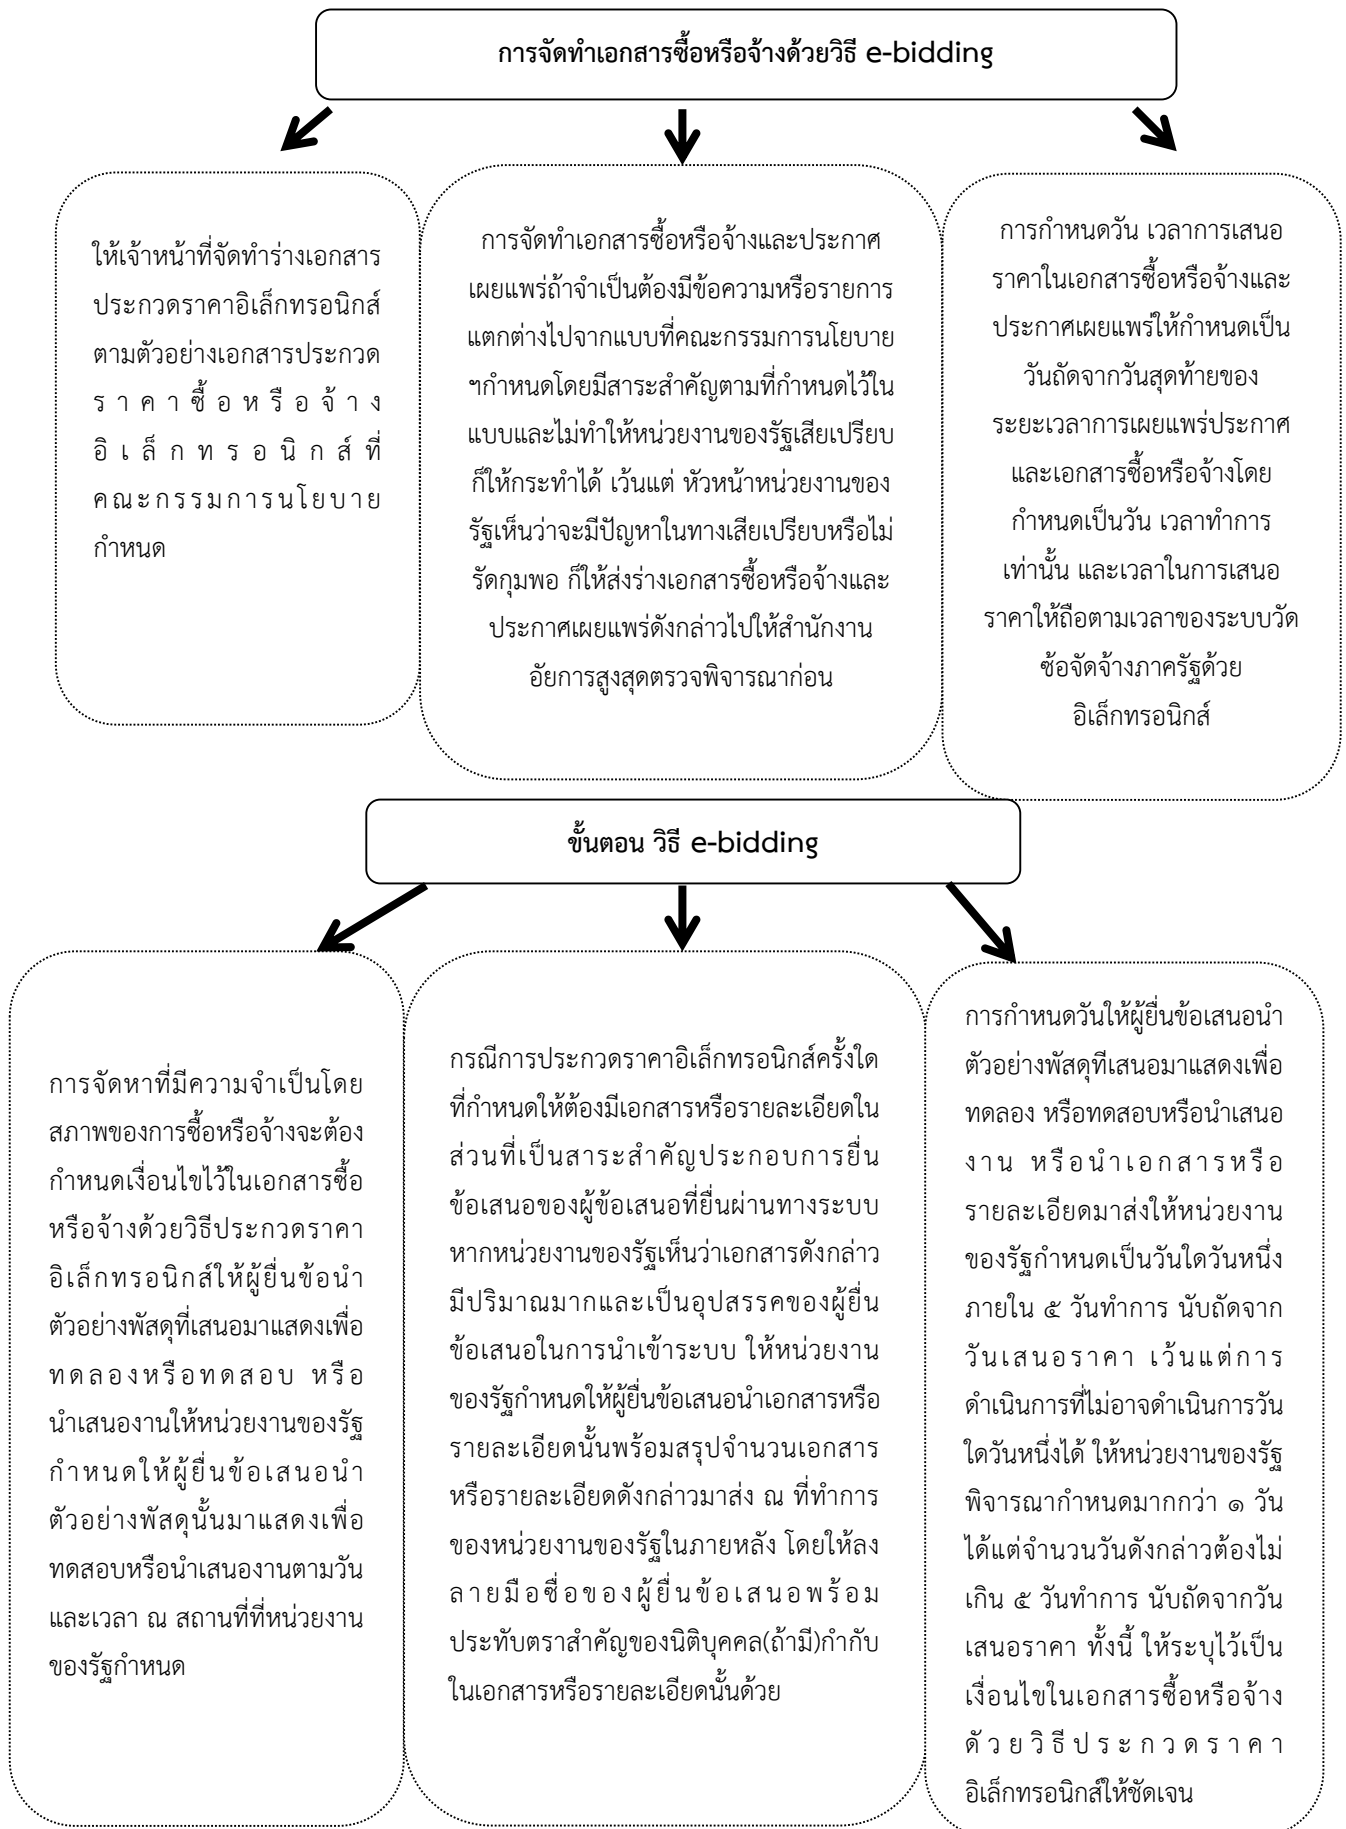 การจัดทำเอกสารซื้อหรือจ้างด้วยวิธี e-bidding
ให้เจ้าหน้าที่จัดทำร่างเอกสาร
ประกวดราคาอิเล็กทรอนิกส์
ตามตัวอย่างเอกสารประกวด
ราคาซื้อหรือจ้าง
อิเล็กทรอนิกส์ที่
คณะกรรมการนโยบาย
กำหนด
การจัดทำเอกสารซื้อหรือจ้างและประกาศ
เผยแพร่ถ้าจำเป็นต้องมีข้อความหรือรายการ
แตกต่างไปจากแบบที่คณะกรรมการนโยบาย
ฯกำหนดโดยมีสาระสำคัญตามที่กำหนดไว้ใน
แบบและไม่ทำให้หน่วยงานของรัฐเสียเปรียบ
ก็ให้กระทำได้ เว้นแต่ หัวหน้าหน่วยงานของ
รัฐเห็นว่าจะมีปัญหาในทางเสียเปรียบหรือไม่
รัดกุมพอ ก็ให้ส่งร่างเอกสารซื้อหรือจ้างและ
ประกาศเผยแพร่ดังกล่าวไปให้สำนักงาน
อัยการสูงสุดตรวจพิจารณาก่อน
การกำหนดวัน เวลาการเสนอ
ราคาในเอกสารซื้อหรือจ้างและ
ประกาศเผยแพร่ให้กำหนดเป็น
วันถัดจากวันสุดท้ายของ
ระยะเวลาการเผยแพร่ประกาศ
และเอกสารซื้อหรือจ้างโดย
กำหนดเป็นวัน เวลาทำการ
เท่านั้น และเวลาในการเสนอ
ราคาให้ถือตามเวลาของระบบวัด
ซ้อจัดจ้างภาครัฐด้วย
อิเล็กทรอนิกส์
ขั้นตอน วิธี e-bidding
การจัดหาที่มีความจำเป็นโดย
สภาพของการซื้อหรือจ้างจะต้อง
กำหนดเงื่อนไขไว้ในเอกสารซื้อ
หรือจ้างด้วยวิธีประกวดราคา
อิเล็กทรอนิกส์ให้ผู้ยื่นข้อนำ
ตัวอย่างพัสดุที่เสนอมาแสดงเพื่อ
ทดลองหรือทดสอบ หรือ
นำเสนองานให้หน่วยงานของรัฐ
กำหนดให้ผู้ยื่นข้อเสนอนำ
ตัวอย่างพัสดุนั้นมาแสดงเพื่อ
ทดสอบหรือนำเสนองานตามวัน
และเวลา ณ สถานที่ที่หน่วยงาน
ของรัฐกำหนด
กรณีการประกวดราคาอิเล็กทรอนิกส์ครั้งใด
ที่กำหนดให้ต้องมีเอกสารหรือรายละเอียดใน
ส่วนที่เป็นสาระสำคัญประกอบการยื่น
ข้อเสนอของผู้ข้อเสนอที่ยื่นผ่านทางระบบ
หากหน่วยงานของรัฐเห็นว่าเอกสารดังกล่าว
มีปริมาณมากและเป็นอุปสรรคของผู้ยื่น
ข้อเสนอในการนำเข้าระบบ ให้หน่วยงาน
ของรัฐกำหนดให้ผู้ยื่นข้อเสนอนำเอกสารหรือ
รายละเอียดนั้นพร้อมสรุปจำนวนเอกสาร
หรือรายละเอียดดังกล่าวมาส่ง ณ ที่ทำการ
ของหน่วยงานของรัฐในภายหลัง โดยให้ลง
ลายมือชื่อของผู้ยื่นข้อเสนอพร้อม
ประทับตราสำคัญของนิติบุคคล(ถ้ามี)กำกับ
ในเอกสารหรือรายละเอียดนั้นด้วย
การกำหนดวันให้ผู้ยื่นข้อเสนอนำ
ตัวอย่างพัสดุทีเสนอมาแสดงเพื่อ
ทดลอง หรือทดสอบหรือนำเสนอ
งาน หรือนำเอกสารหรือ
รายละเอียดมาส่งให้หน่วยงาน
ของรัฐกำหนดเป็นวันใดวันหนึ่ง
ภายใน ๕ วันทำการ นับถัดจาก
วันเสนอราคา เว้นแต่การ
ดำเนินการที่ไม่อาจดำเนินการวัน
ใดวันหนึ่งได้ ให้หน่วยงานของรัฐ
พิจารณากำหนดมากกว่า ๑ วัน
ได้แต่จำนวนวันดังกล่าวต้องไม่
เกิน ๕ วันทำการ นับถัดจากวัน
เสนอราคา ทั้งนี้ ให้ระบุไว้เป็น
เงื่อนไขในเอกสารซื้อหรือจ้าง
ด้วยวิธีประกวดราคา
อิเล็กทรอนิกส์ให้ชัดเจน